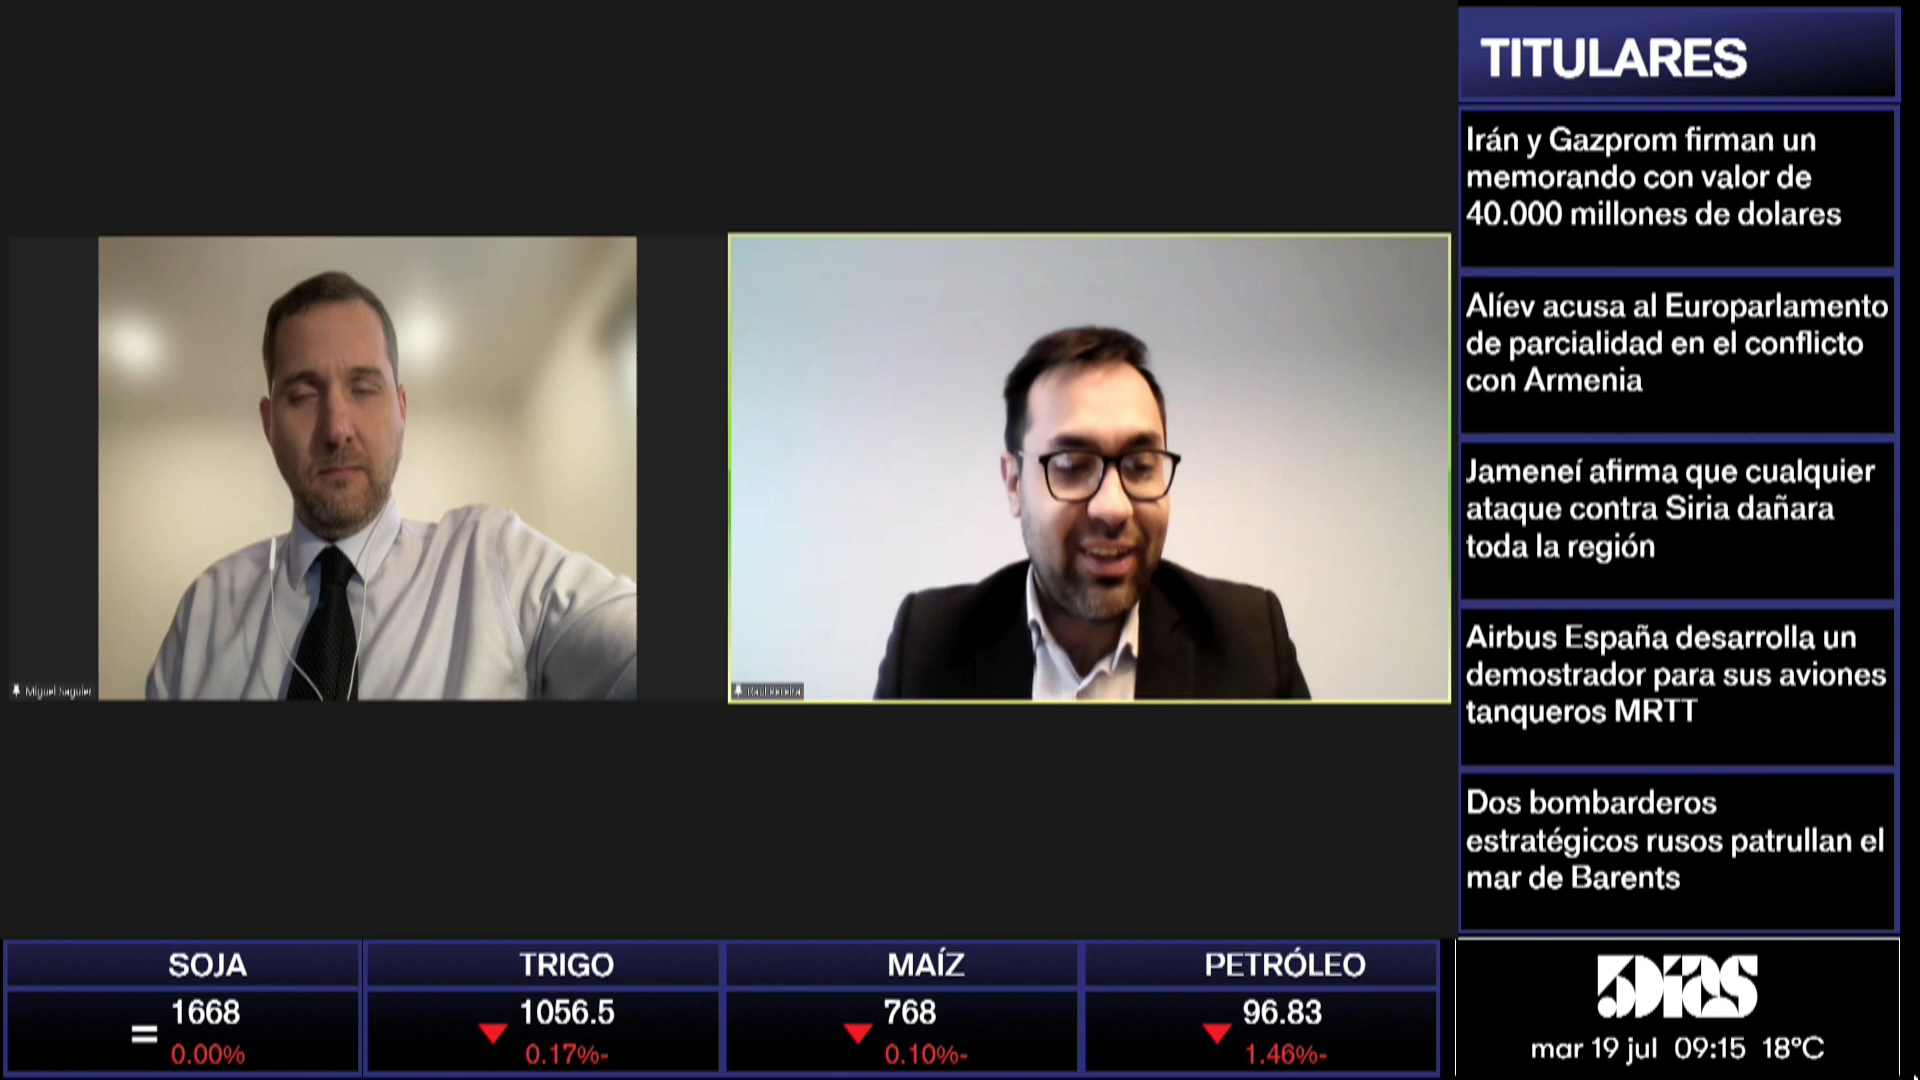 TITULARES
Irán y Gazprom firman un
memorando con valor de
40.000 millones de dolares
Alíev acusa al Europarlamento
de parcialidad en el conflicto
con Armenia
Jameneí afirma que cualquier
ataque contra Siria dañara
toda la región
Airbus España desarrolla un
demostrador para sus aviones
tanqueros MRTT
Dos bombarderos
estratégicos rusos patrullan el
mar de Barents
Miguel Saguier
Raul Pereira
SOJA
TRIGO
MAÍZ
PETRÓLEO
1668
1056.5
768
96.83
0.00%
0.17%-
0.10%-
1.46%-
5Días
mar 19 jul 09:15 18°C